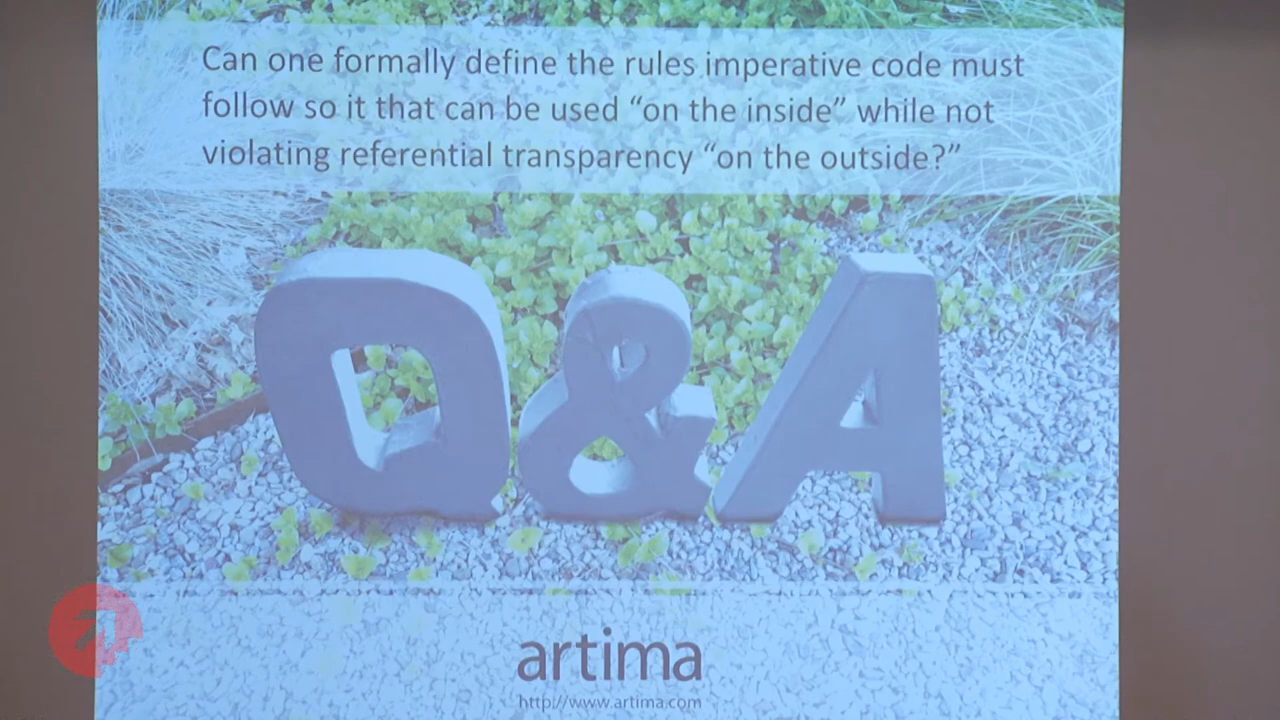 Can one formally define the rules imperative code must
follow so it that can be used “on the inside” while not
violating referential transparency “on the outside?”
Q&A
artima
http://www.artima.com